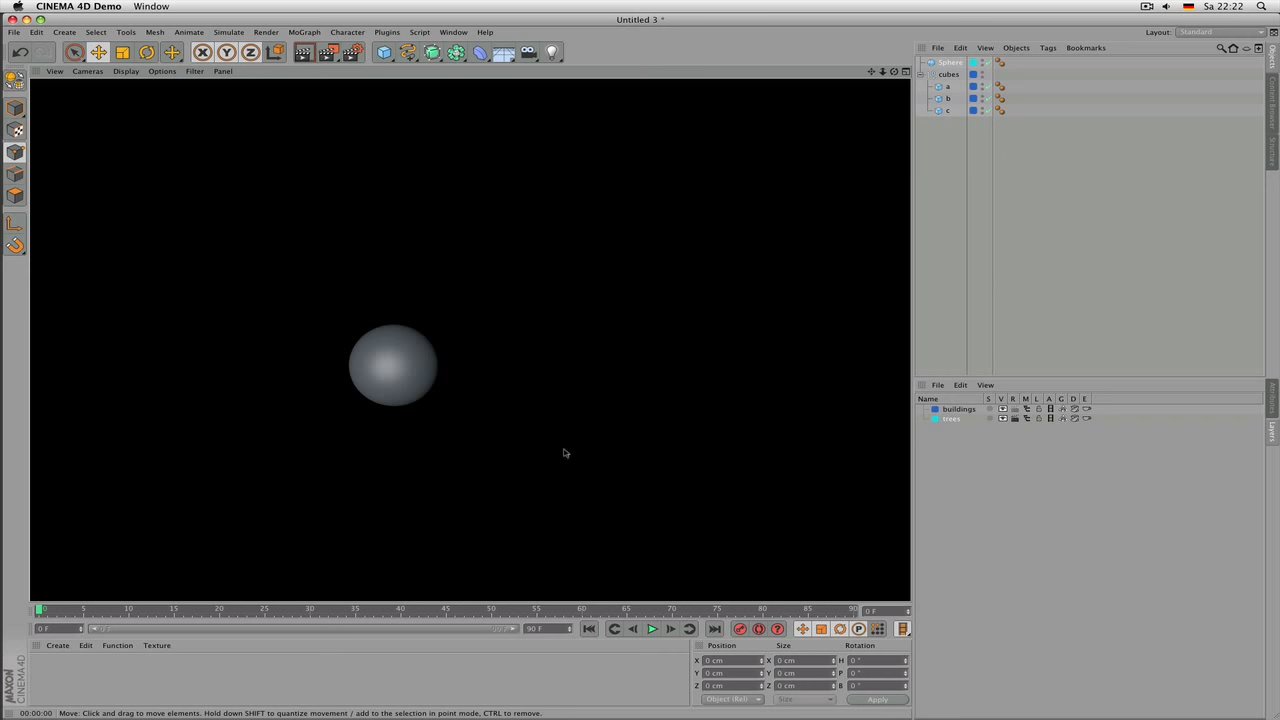 CINEMA 4D Demo Window Sa 22:22
Untitled 3 *
File Edit Create Select Tools Mesh Animate Simulate Render MoGraph Character Plugins Script Window Help Layout: Standard
X Y Z
File Edit View Objects Tags Bookmarks
View Cameras Display Options Filter Panel
Sphere
cubes
a
b
c
Objects
Content Browser
Structure
File Edit View
Name S V R M L A G D E
buildings
trees
Attributes
Layers
0 5 10 15 20 25 30 35 40 45 50 55 60 65 70 75 80 85 90 0 F
0 F 90 F
P
Create Edit Function Texture
Position Size Rotation
X 0 cm X 0 cm H 0 °
Y 0 cm Y 0 cm P 0 °
Z 0 cm Z 0 cm B 0 °
Object (Rel) Size Apply
MAXON
CINEMA 4D
00:00:00 Move: Click and drag to move elements. Hold down SHIFT to quantize movement / add to the selection in point mode, CTRL to remove.